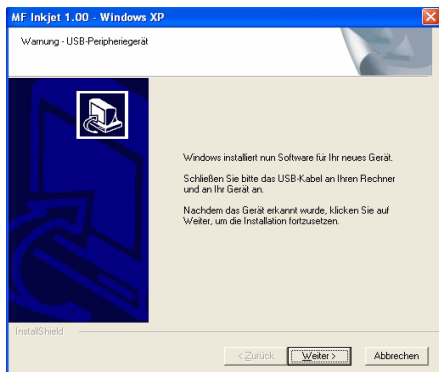 MF Inkjet 1.00 - Windows XP
Warnung - USB-Peripheriegerät
Windows installiert nun Software für Ihr neues Gerät.
Schließen Sie bitte das USB-Kabel an Ihren Rechner
und an Ihr Gerät an.
Nachdem das Gerät erkannt wurde, klicken Sie auf
Weiter, um die Installation fortzusetzen.
InstallShield
< Zurück
Weiter >
Abbrechen